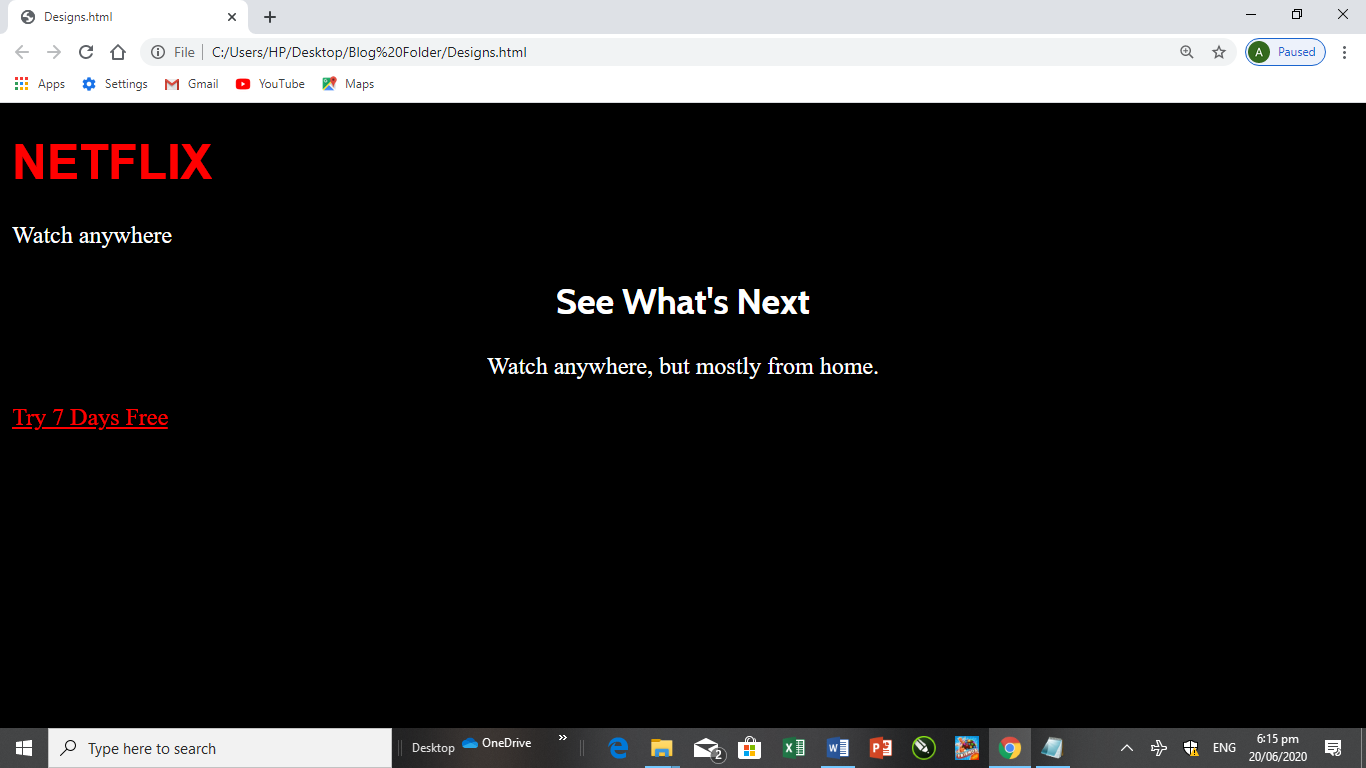 Designs.html
File
C:/Users/HP/Desktop/Blog%20Folder/Designs.html
A
Paused
Apps
Settings
Gmail
YouTube
Maps
NETFLIX
Watch anywhere
See What's Next
Watch anywhere, but mostly from home.
Try 7 Days Free
Type here to search
Desktop
OneDrive
2
ENG
6:15 pm
20/06/2020